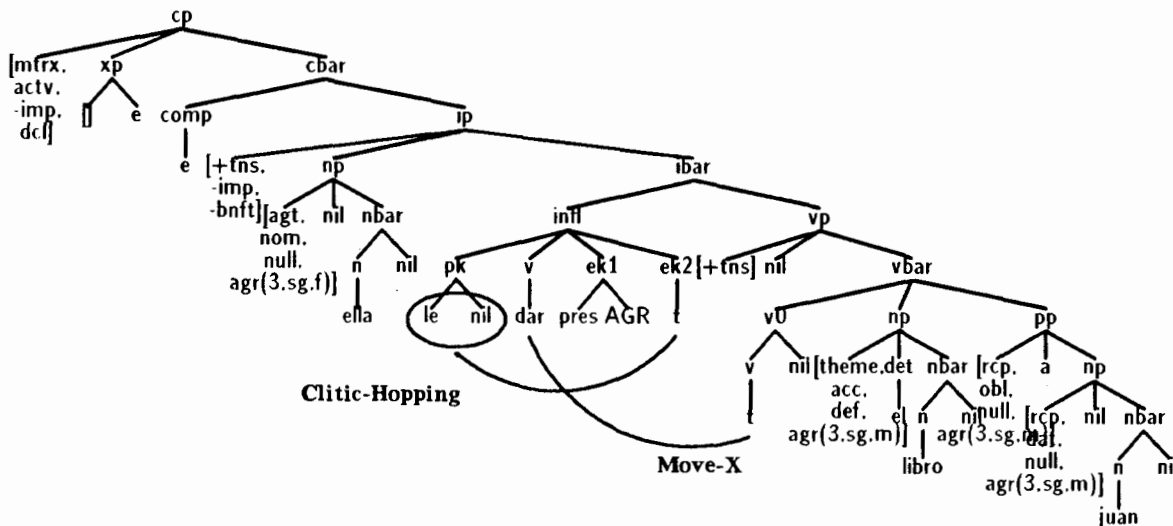 cp
[mtrx, xp cbar
actv, [] e comp ip
-imp,
dcl] e [+tns, np ibar
-imp,
-bnft] [agt, nil nbar infl vp
nom,
null, n nil pk v ek1 ek2 [+tns] nil vbar
agr(3,sg,f)]
ella le nil dar pres AGR t v0 np pp
v nil [theme, det nbar [rcp, a np
Clitic-Hopping acc, obl,
def, null,
t agr(3,sg,m)] el n nil agr(3,sg,m)] [rcp, nil nbar
dat,
Move-X libro null, n
agr(3,sg,m)]
juan